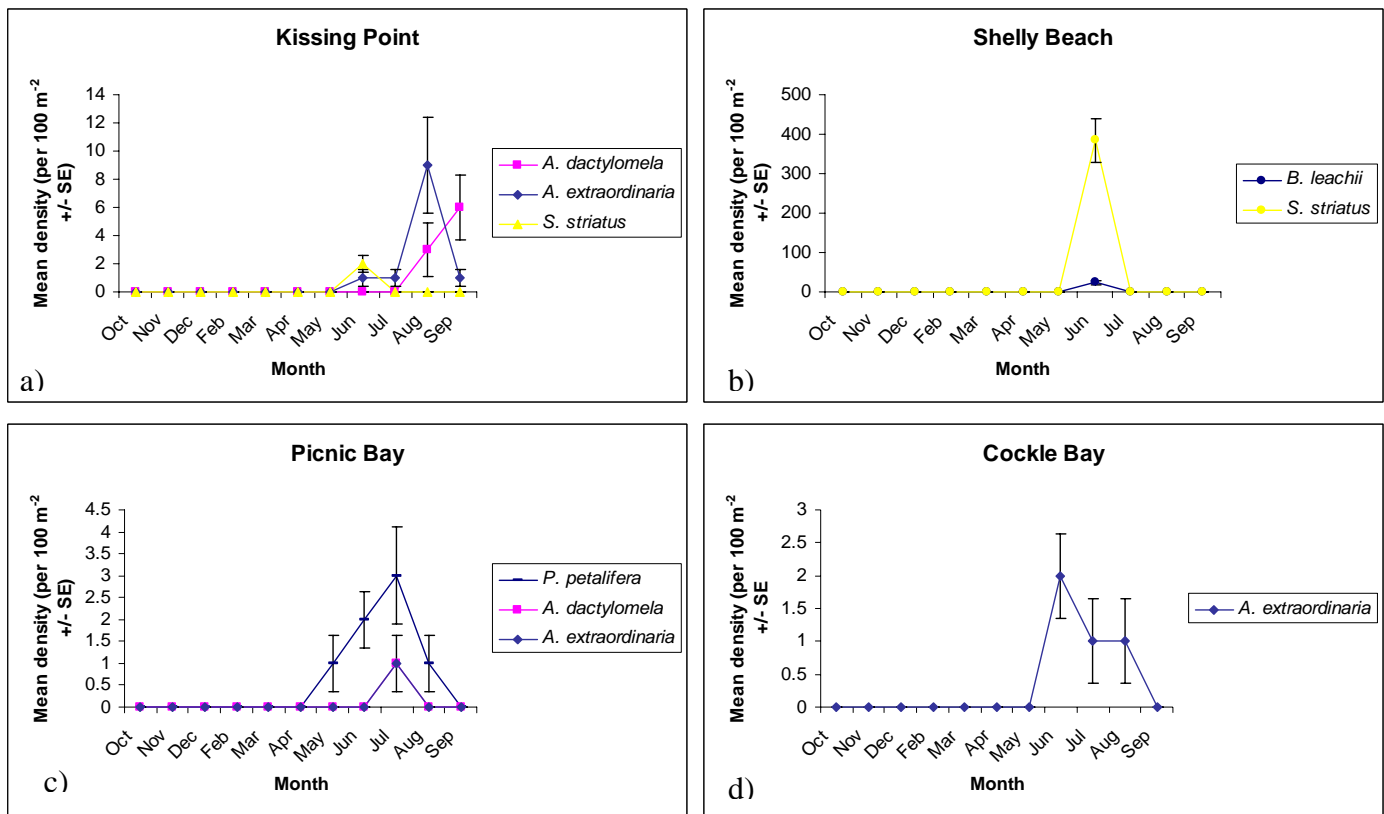 Kissing Point
Mean density (per 100 m-2
+/- SE)
14
12
10
8
6
4
2
0
Oct
Nov
Dec
Feb
Mar
Apr
May
Jun
Jul
Aug
Sep
Month
A. dactylomela
A. extraordinaria
S. striatus
a)
Shelly Beach
Mean density (per 100 m-2
+/- SE)
500
400
300
200
100
0
Oct
Nov
Dec
Feb
Mar
Apr
May
Jun
Jul
Aug
Sep
Month
B. leachii
S. striatus
b)
Picnic Bay
Mean density (per 100 m-2
+/- SE)
4.5
4
3.5
3
2.5
2
1.5
1
0.5
0
Oct
Nov
Dec
Feb
Mar
Apr
May
Jun
Jul
Aug
Sep
Month
P. petalifera
A. dactylomela
A. extraordinaria
c)
Cockle Bay
Mean density (per 100 m-2
+/- SE
3
2.5
2
1.5
1
0.5
0
Oct
Nov
Dec
Feb
Mar
Apr
May
Jun
Jul
Aug
Sep
Month
A. extraordinaria
d)